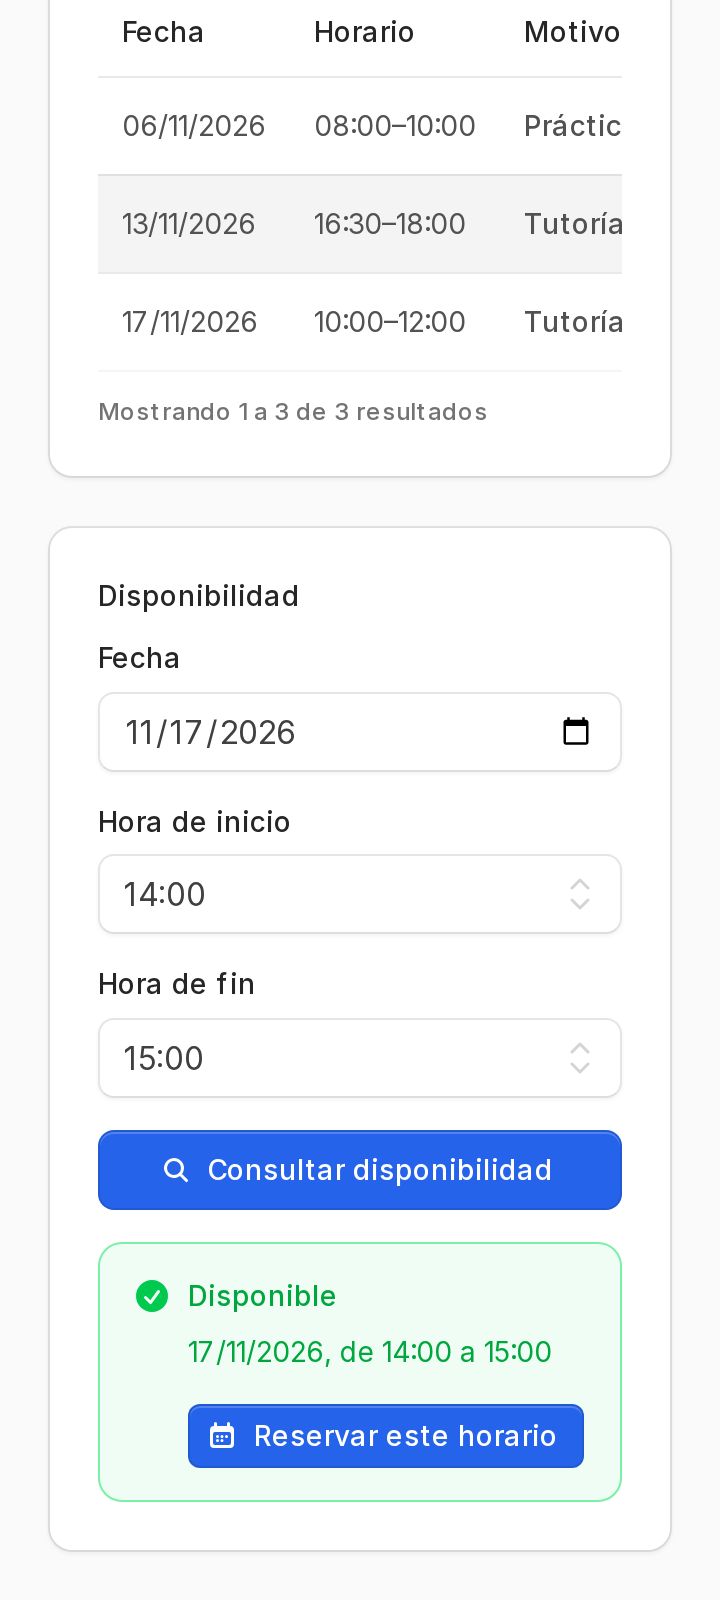 Fecha Horario Motivo
06/11/2026 08:00–10:00 Práctic
13/11/2026 16:30–18:00 Tutoría
17/11/2026 10:00–12:00 Tutoría
Mostrando 1 a 3 de 3 resultados
Disponibilidad
Fecha
11/17/2026
Hora de inicio
14:00
Hora de fin
15:00
Consultar disponibilidad
Disponible
17/11/2026, de 14:00 a 15:00
Reservar este horario